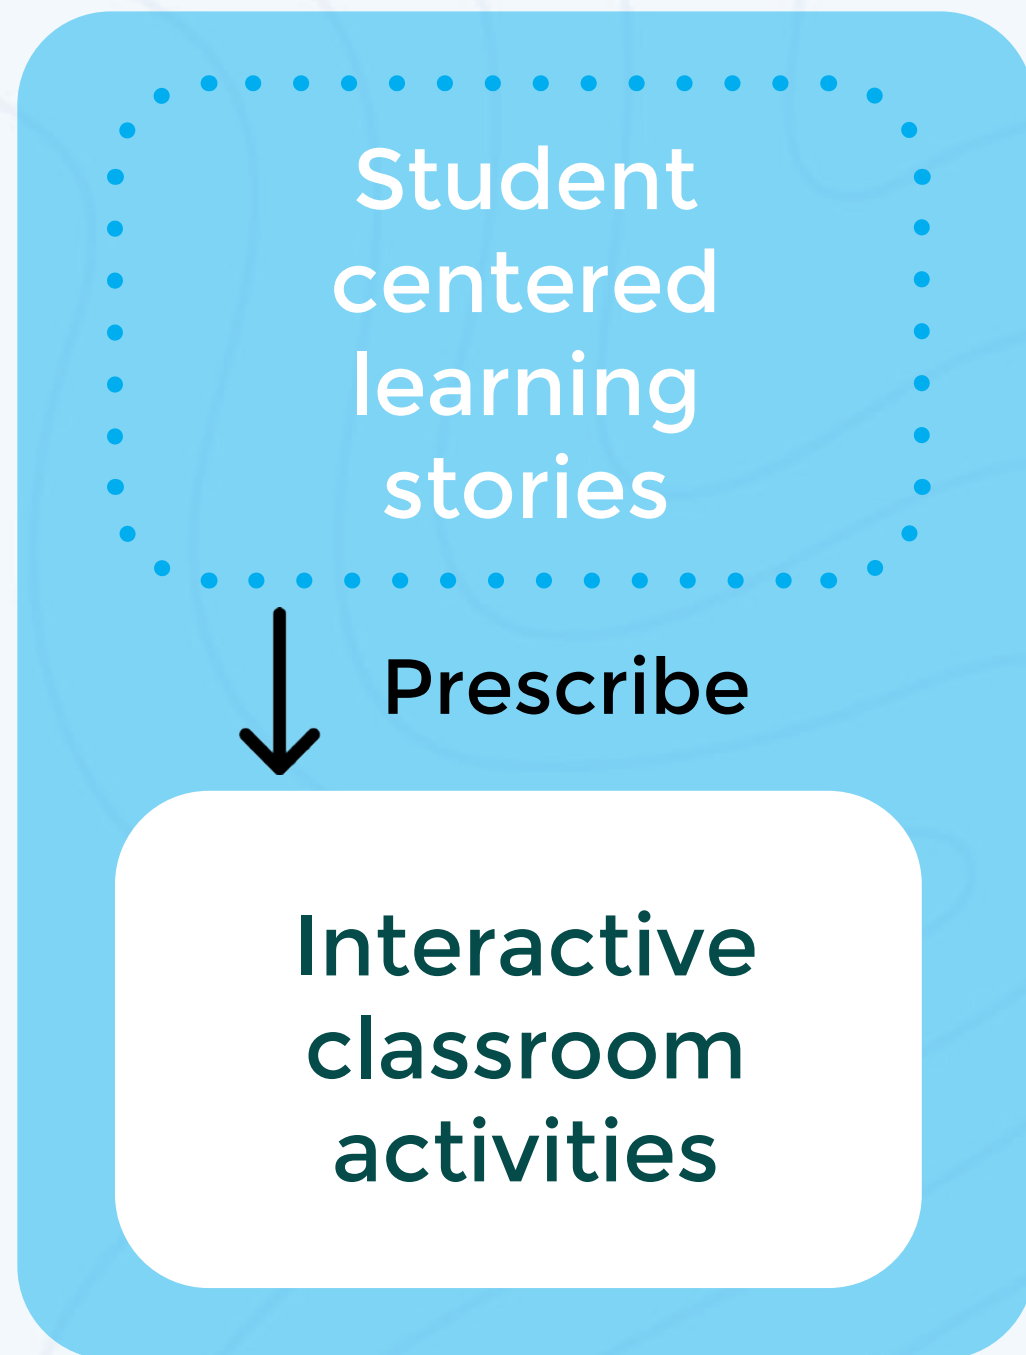 Student
centered
learning
stories
Prescribe
Interactive
classroom
activities